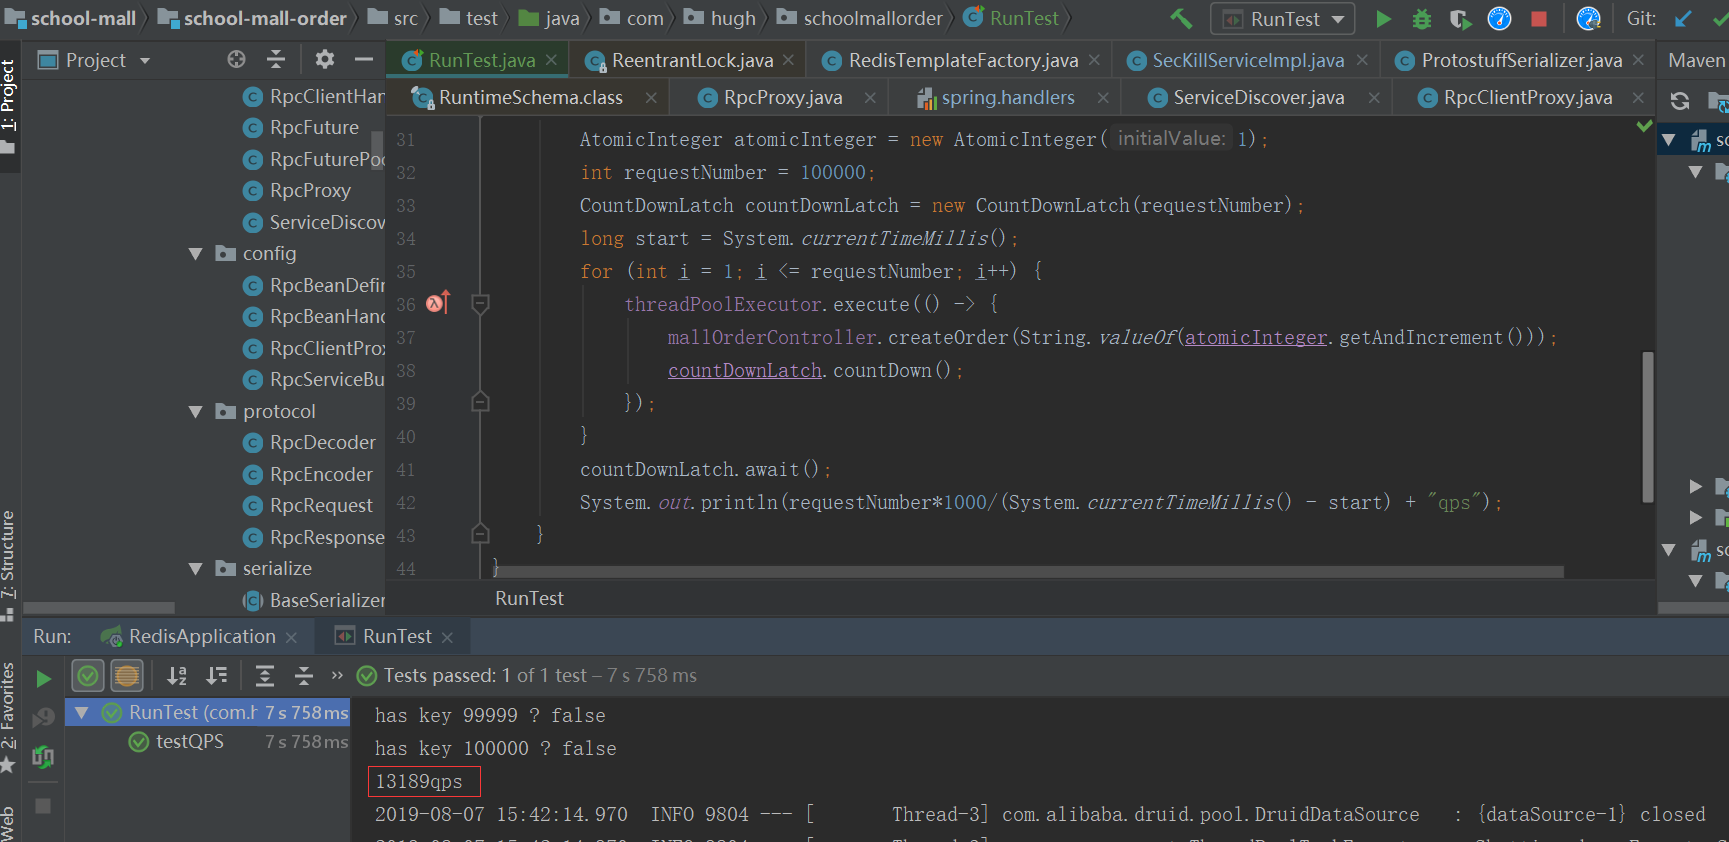 school-mall school-mall-order src test java com hugh schoolmallorder RunTest RunTest Git:
Project RunTest.java ReentrantLock.java RedisTemplateFactory.java SecKillServiceImpl.java ProtostuffSerializer.java Maven
RuntimeSchema.class RpcProxy.java spring.handlers ServiceDiscover.java RpcClientProxy.java
1: Project
7: Structure
2: Favorites
Web
RpcClientHan
RpcFuture
RpcFuturePoo
RpcProxy
ServiceDiscov
config
RpcBeanDefin
RpcBeanHand
RpcClientProx
RpcServiceBu
protocol
RpcDecoder
RpcEncoder
RpcRequest
RpcResponse
serialize
BaseSerializer
31 AtomicInteger atomicInteger = new AtomicInteger( initialValue: 1);
32 int requestNumber = 100000;
33 CountDownLatch countDownLatch = new CountDownLatch(requestNumber);
34 long start = System.currentTimeMillis();
35 for (int i = 1; i <= requestNumber; i++) {
36 threadPoolExecutor.execute(() -> {
37 mallOrderController.createOrder(String.valueOf(atomicInteger.getAndIncrement()));
38 countDownLatch.countDown();
39 });
40 }
41 countDownLatch.await();
42 System.out.println(requestNumber*1000/(System.currentTimeMillis() - start) + "qps");
43 }
44 }
RunTest
sc
sc
Run: RedisApplication RunTest
Tests passed: 1 of 1 test – 7 s 758 ms
RunTest (com.h 7 s 758 ms
testQPS 7 s 758 ms
has key 99999 ? false
has key 100000 ? false
13189qps
2019-08-07 15:42:14.970 INFO 9804 --- [ Thread-3] com.alibaba.druid.pool.DruidDataSource : {dataSource-1} closed